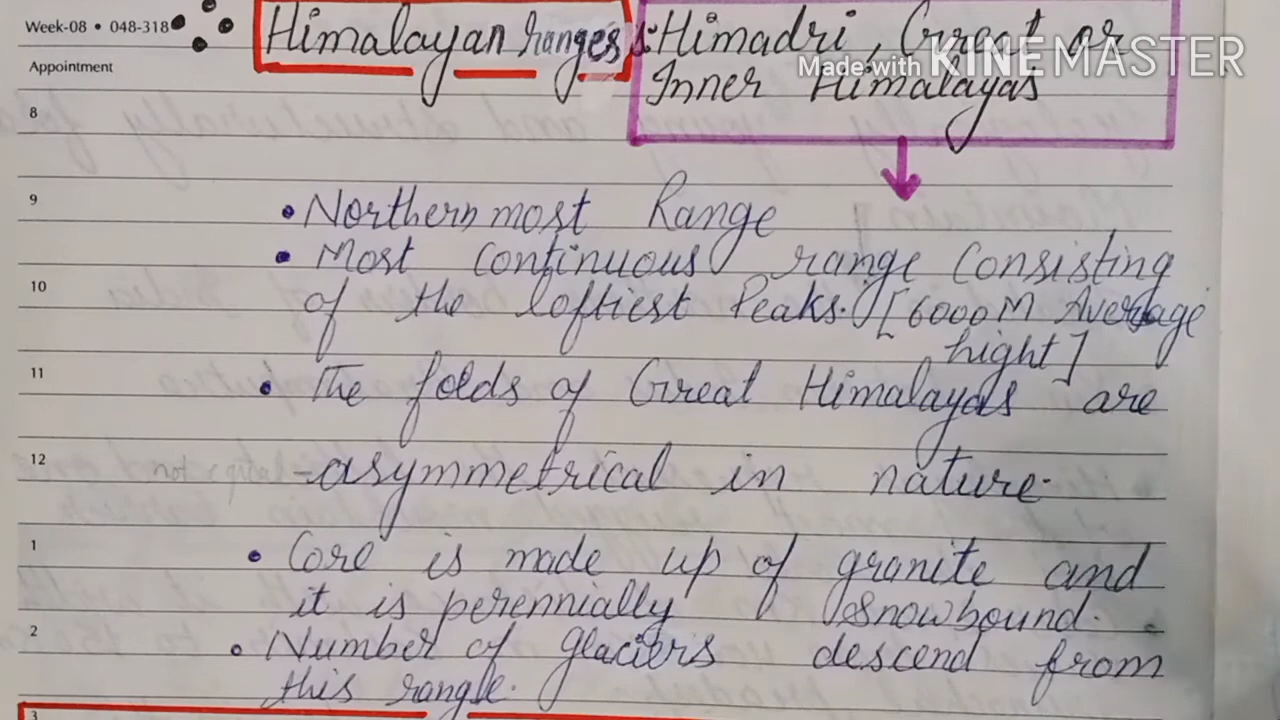 Week-08 • 048-318
Himalayan ranges :Himadri, Great or
Made with KINEMASTER
Appointment
Inner Himalayas
8
9
• Northern most Range
• Most continuous range consisting
10
of the loftiest Peaks. [6000M Average
hight]
11
• The folds of Great Himalayas are
12
-asymmetrical in nature.
1
• Core is made up of granite and
it is perennially snowbound.
2
• Number of glaciers descend from
this range.
3